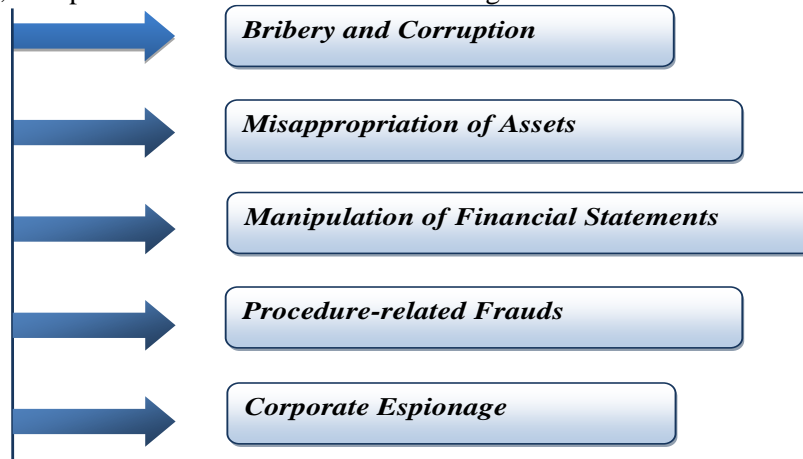 Bribery and Corruption
Misappropriation of Assets
Manipulation of Financial Statements
Procedure-related Frauds
Corporate Espionage